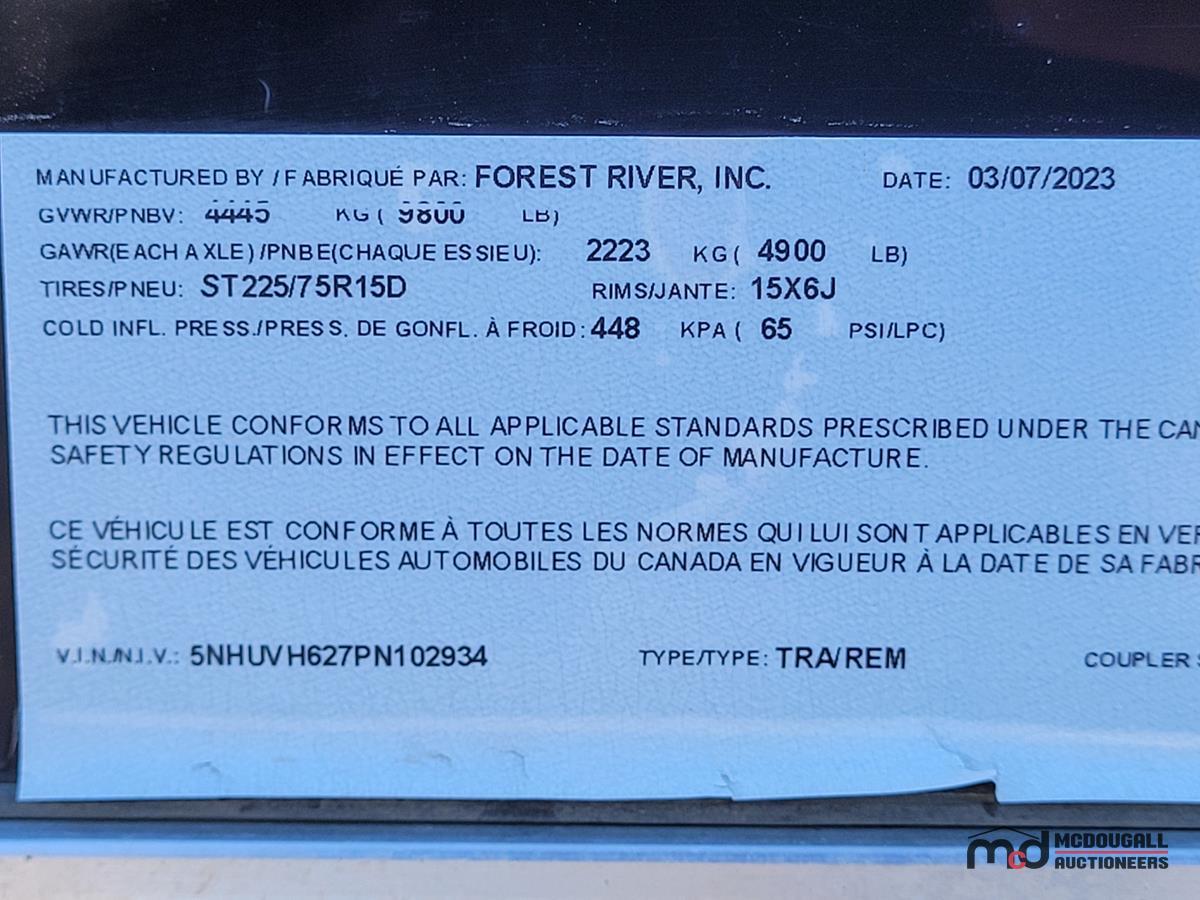 MANUFACTURED BY / FABRIQUÉ PAR: FOREST RIVER, INC. DATE: 03/07/2023
GVWR/PNBV: 4445 KG ( 9800 LB)
GAWR(EACH AXLE) /PNBE(CHAQUE ESSIEU): 2223 KG ( 4900 LB)
TIRES/PNEU: ST225/75R15D RIMS/JANTE: 15X6J
COLD INFL. PRESS./PRESS. DE GONFL. À FROID: 448 KPA ( 65 PSI/LPC)
THIS VEHICLE CONFORMS TO ALL APPLICABLE STANDARDS PRESCRIBED UNDER THE CAN
SAFETY REGULATIONS IN EFFECT ON THE DATE OF MANUFACTURE.
CE VÉHICULE EST CONFORME À TOUTES LES NORMES QUI LUI SONT APPLICABLES EN VER
SÉCURITÉ DES VÉHICULES AUTOMOBILES DU CANADA EN VIGUEUR À LA DATE DE SA FABR
V.I.N./N.I.V.: 5NHUVH627PN102934 TYPE/TYPE: TRA/REM COUPLER S
mcd MCDOUGALL
AUCTIONEERS